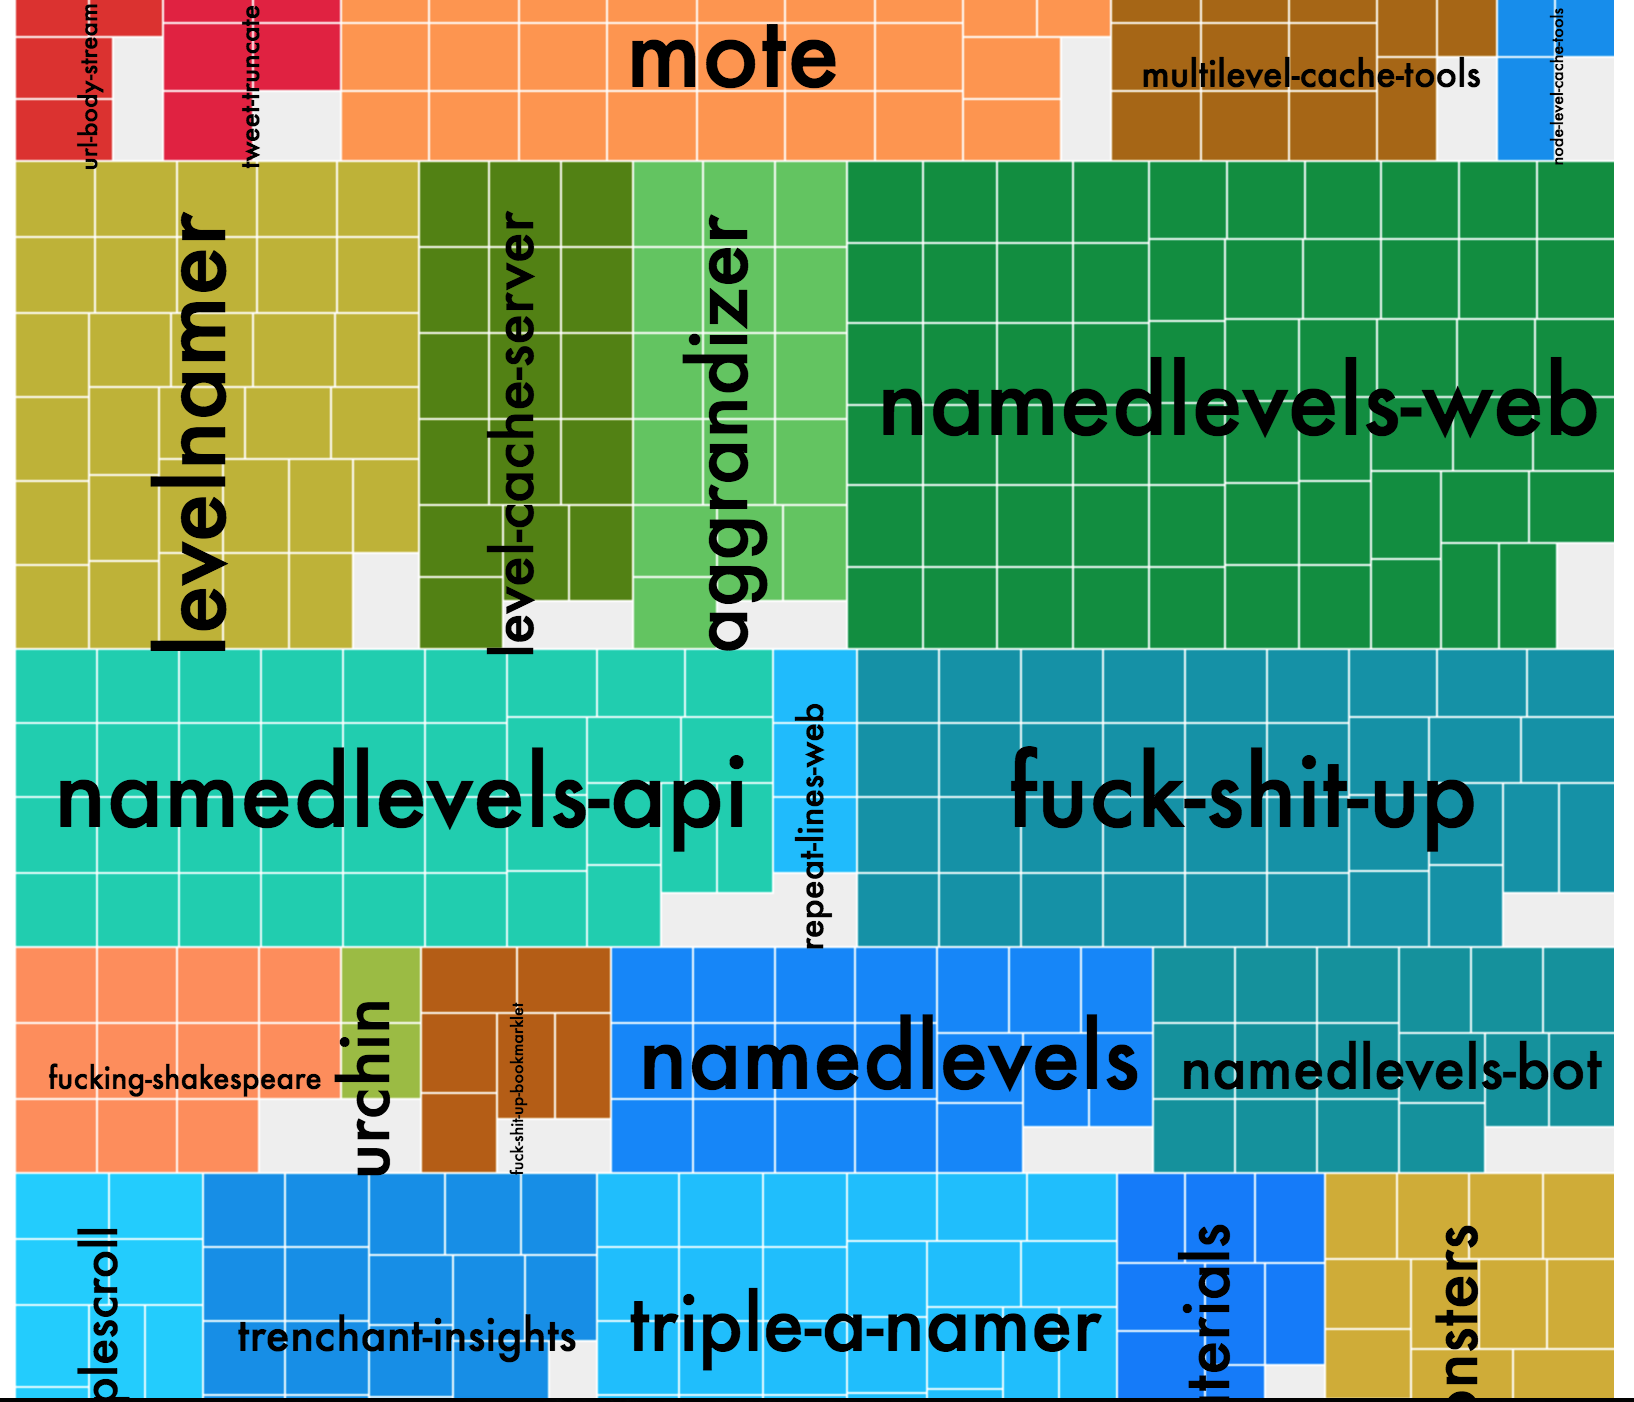 url-body-stream
tweet-truncate
mote
multilevel-cache-tools
node-level-cache-tools
levelnamer
level-cache-server
aggrandizer
namedlevels-web
namedlevels-api
repeat-lines-web
fuck-shit-up
fucking-shakespeare
urchin
fuck-shit-up-bookmarklet
namedlevels
namedlevels-bot
plescroll
trenchant-insights
triple-a-namer
terials
onsters